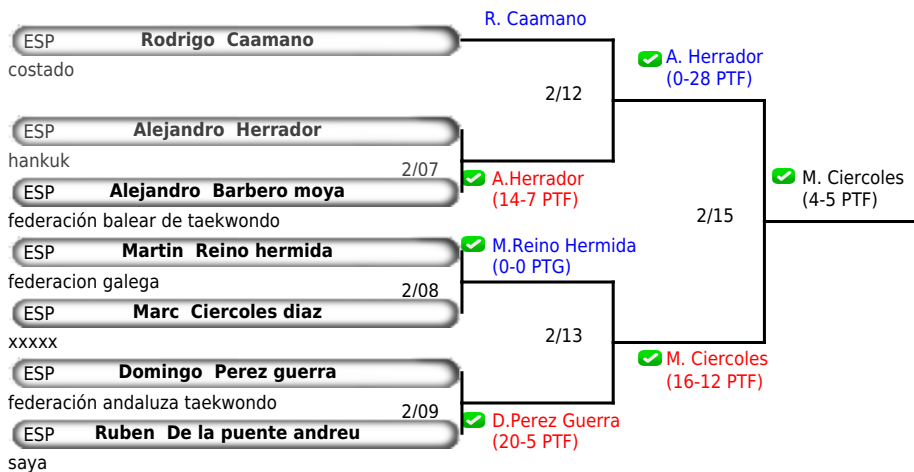 R. Caamano
ESP Rodrigo Caamano
costado
A. Herrador
(0-28 PTF)
2/12
ESP Alejandro Herrador
hankuk
2/07
A.Herrador
(14-7 PTF)
ESP Alejandro Barbero moya
federación balear de taekwondo
M. Ciercoles
(4-5 PTF)
2/15
ESP Martin Reino hermida
federacion galega
M.Reino Hermida
(0-0 PTG)
2/08
ESP Marc Ciercoles diaz
xxxxx
2/13
M. Ciercoles
(16-12 PTF)
ESP Domingo Perez guerra
federación andaluza taekwondo
2/09
D.Perez Guerra
(20-5 PTF)
ESP Ruben De la puente andreu
saya